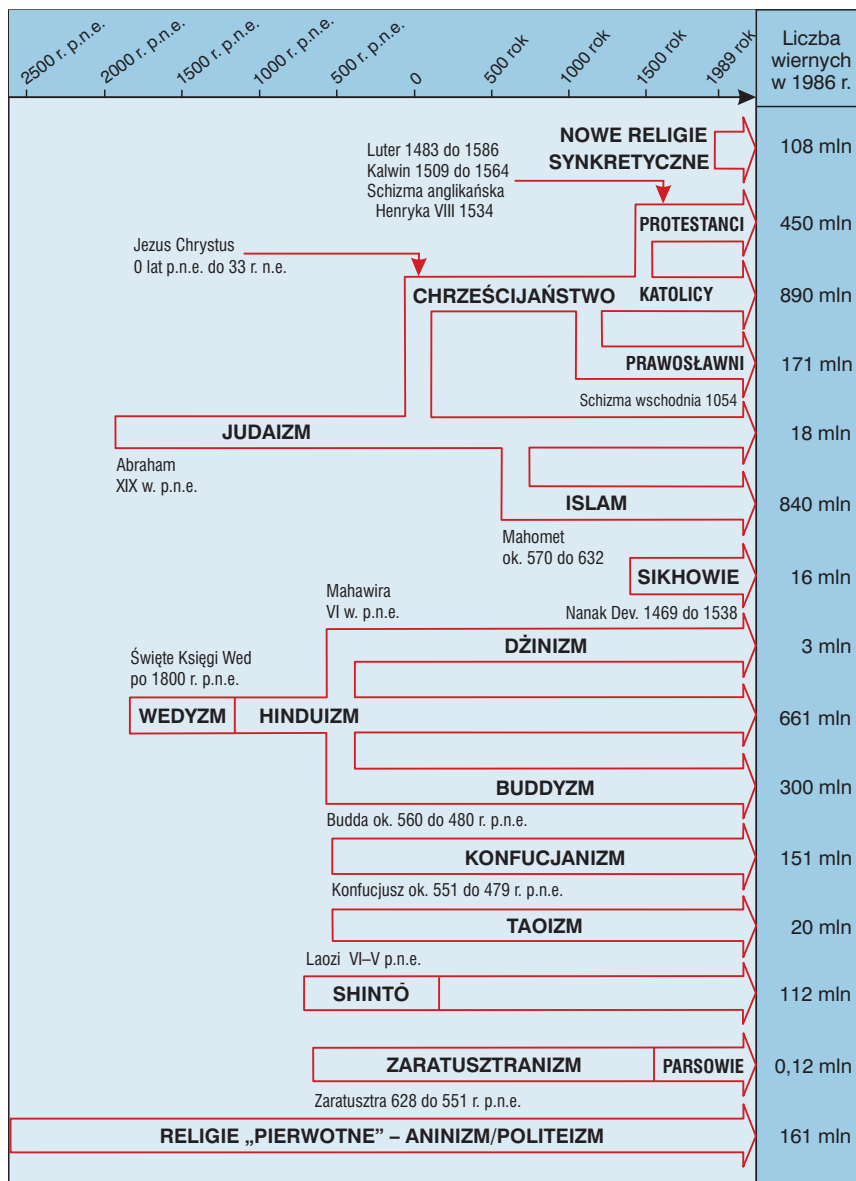 2500 r. p.n.e.
2000 r. p.n.e.
1500 r. p.n.e.
1000 r. p.n.e.
500 r. p.n.e.
0
500 rok
1000 rok
1500 rok
1989 rok
Liczba
wiernych
w 1986 r.
NOWE RELIGIE
SYNKRETYCZNE
108 mln
Luter 1483 do 1586
Kalwin 1509 do 1564
Schizma anglikańska
Henryka VIII 1534
PROTESTANCI
450 mln
Jezus Chrystus
0 lat p.n.e. do 33 r. n.e.
CHRZEŚCIJAŃSTWO
KATOLICY
890 mln
PRAWOSŁAWNI
171 mln
Schizma wschodnia 1054
JUDAIZM
18 mln
Abraham
XIX w. p.n.e.
ISLAM
840 mln
Mahomet
ok. 570 do 632
SIKHOWIE
16 mln
Nanak Dev. 1469 do 1538
Mahawira
VI w. p.n.e.
DŻINIZM
3 mln
Święte Księgi Wed
po 1800 r. p.n.e.
WEDYZM
HINDUIZM
661 mln
BUDDYZM
300 mln
Budda ok. 560 do 480 r. p.n.e.
KONFUCJANIZM
151 mln
Konfucjusz ok. 551 do 479 r. p.n.e.
TAOIZM
20 mln
Laozi VI–V p.n.e.
SHINTŌ
112 mln
ZARATUSZTRANIZM
PARSOWIE
0,12 mln
Zaratusztra 628 do 551 r. p.n.e.
RELIGIE „PIERWOTNE” – ANINIZM/POLITEIZM
161 mln